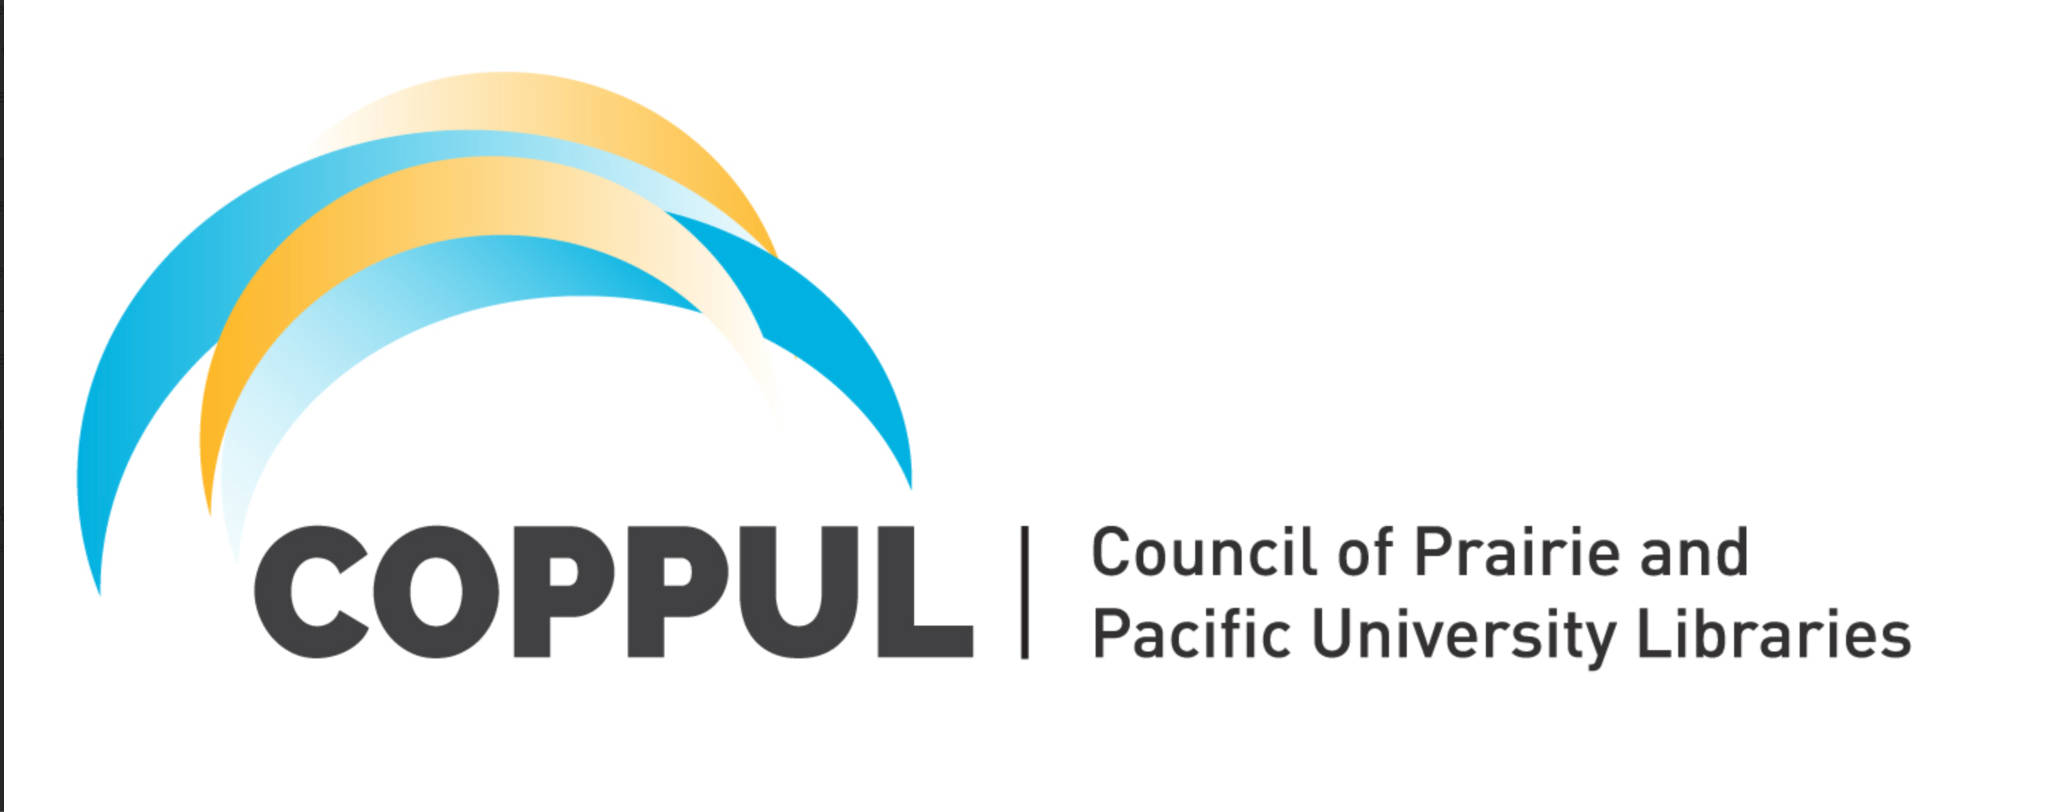 COPPUL
Council of Prairie and
Pacific University Libraries